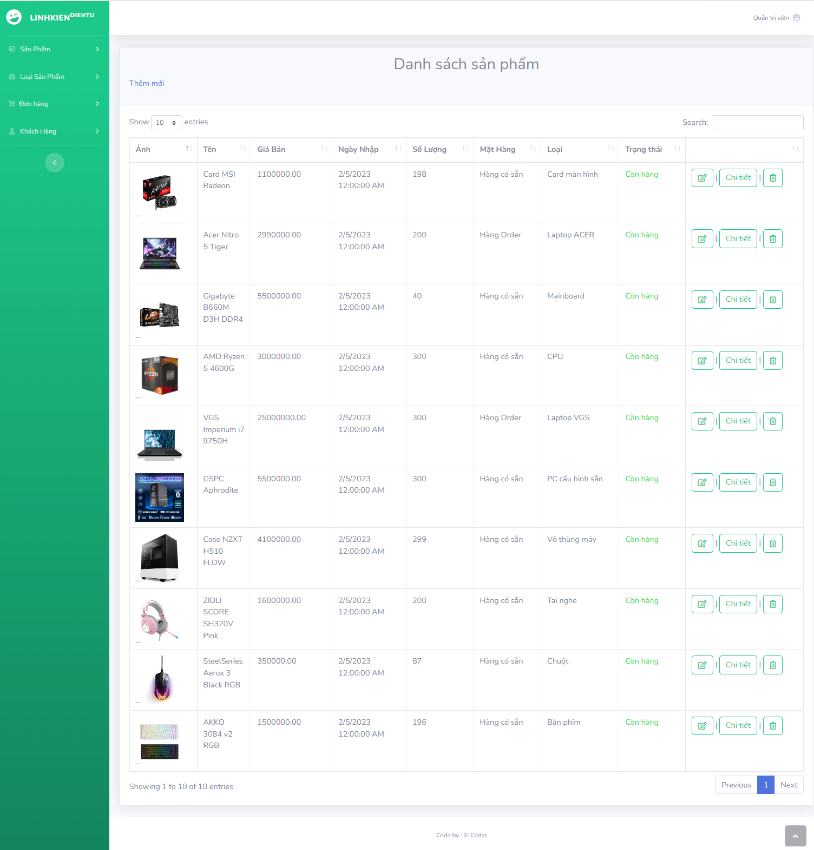 LINHKIENDIENTU
Quản trị viên
Sản Phẩm
Loại Sản Phẩm
Đơn hàng
Khách Hàng
Danh sách sản phẩm
Thêm mới
Show 10 entries
Search:
Ảnh Tên Giá Bán Ngày Nhập Số Lượng Mặt Hàng Loại Trạng thái
Card MSI 1100000.00 2/5/2023 198 Hàng có sẵn Card màn hình Còn hàng | Chi tiết |
Radeon 12:00:00 AM
Acer Nitro 2990000.00 2/5/2023 200 Hàng Order Laptop ACER Còn hàng | Chi tiết |
5 Tiger 12:00:00 AM
Gigabyte 5500000.00 2/5/2023 40 Hàng có sẵn Mainboard Còn hàng | Chi tiết |
B660M 12:00:00 AM
D3H DDR4
AMD Ryzen 3000000.00 2/5/2023 300 Hàng có sẵn CPU Còn hàng | Chi tiết |
5 4600G 12:00:00 AM
VGS 25000000.00 2/5/2023 300 Hàng Order Laptop VGS Còn hàng | Chi tiết |
Imperium i7 12:00:00 AM
9750H
GSPC 5500000.00 2/5/2023 300 Hàng có sẵn PC cấu hình sẵn Còn hàng | Chi tiết |
Aphrodite 12:00:00 AM
Case NZXT 4100000.00 2/5/2023 299 Hàng có sẵn Vỏ thùng máy Còn hàng | Chi tiết |
H510 12:00:00 AM
FLOW
ZIDLI 1600000.00 2/5/2023 200 Hàng có sẵn Tai nghe Còn hàng | Chi tiết |
SCORE 12:00:00 AM
SH320V
Pink
SteelSeries 350000.00 2/5/2023 87 Hàng có sẵn Chuột Còn hàng | Chi tiết |
Aerox 3 12:00:00 AM
Black RGB
AKKO 1500000.00 2/5/2023 196 Hàng có sẵn Bàn phím Còn hàng | Chi tiết |
3084 v2 12:00:00 AM
RGB
Showing 1 to 10 of 10 entries
Previous 1 Next
Code by : © Coder